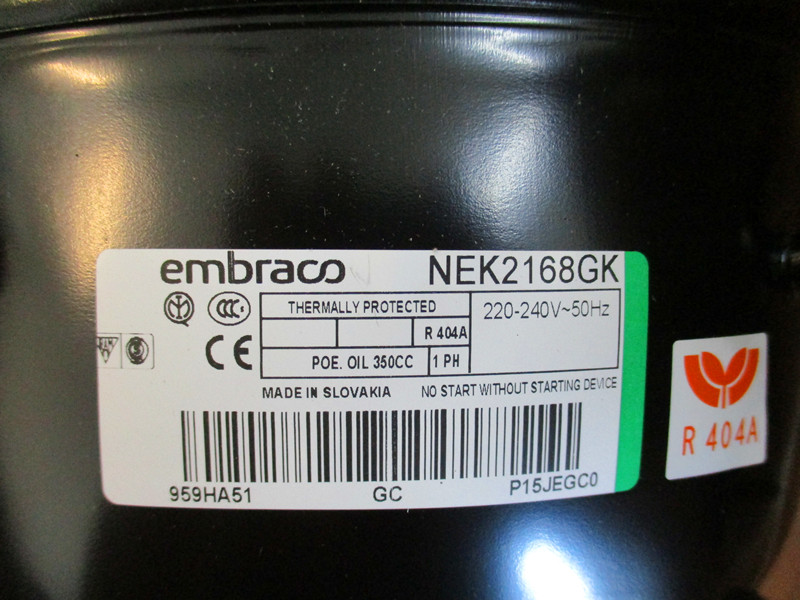 embraco NEK2168GK
THERMALLY PROTECTED
220-240V~50Hz
R 404A
CE
POE. OIL 350CC 1 PH
MADE IN SLOVAKIA NO START WITHOUT STARTING DEVICE
959HA51 GC P15JEGC0
R 404A